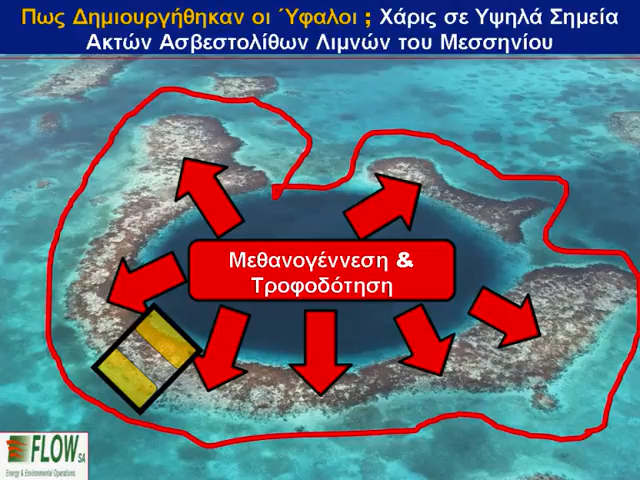 Πως Δημιουργήθηκαν οι ΄Υφαλοι ; Χάρις σε Υψηλά Σημεία
Ακτών Ασβεστολίθων Λιμνών του Μεσσηνίου
Μεθανογέννεση &
Τροφοδότηση
FLOW SA
Energy & Environmental Operations